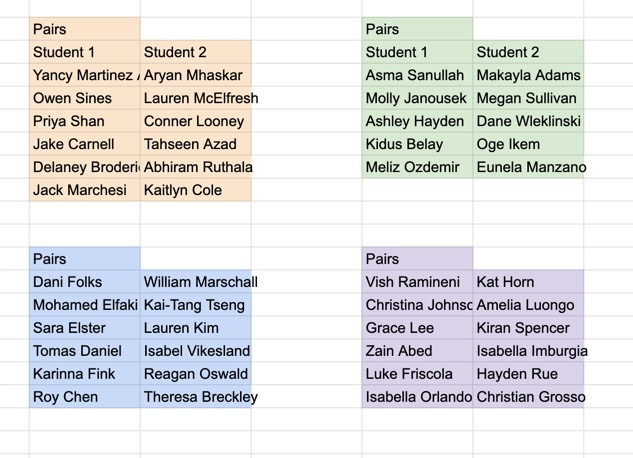 Pairs
Student 1 Student 2
Yancy Martinez Aryan Mhaskar
Owen Sines Lauren McElfresh
Priya Shan Conner Looney
Jake Carnell Tahseen Azad
Delaney Broderi Abhiram Ruthala
Jack Marchesi Kaitlyn Cole
Pairs
Student 1 Student 2
Asma Sanullah Makayla Adams
Molly Janousek Megan Sullivan
Ashley Hayden Dane Wleklinski
Kidus Belay Oge Ikem
Meliz Ozdemir Eunela Manzano
Pairs
Dani Folks William Marschall
Mohamed Elfaki Kai-Tang Tseng
Sara Elster Lauren Kim
Tomas Daniel Isabel Vikesland
Karinna Fink Reagan Oswald
Roy Chen Theresa Breckley
Pairs
Vish Ramineni Kat Horn
Christina Johnso Amelia Luongo
Grace Lee Kiran Spencer
Zain Abed Isabella Imburgia
Luke Friscola Hayden Rue
Isabella Orlando Christian Grosso